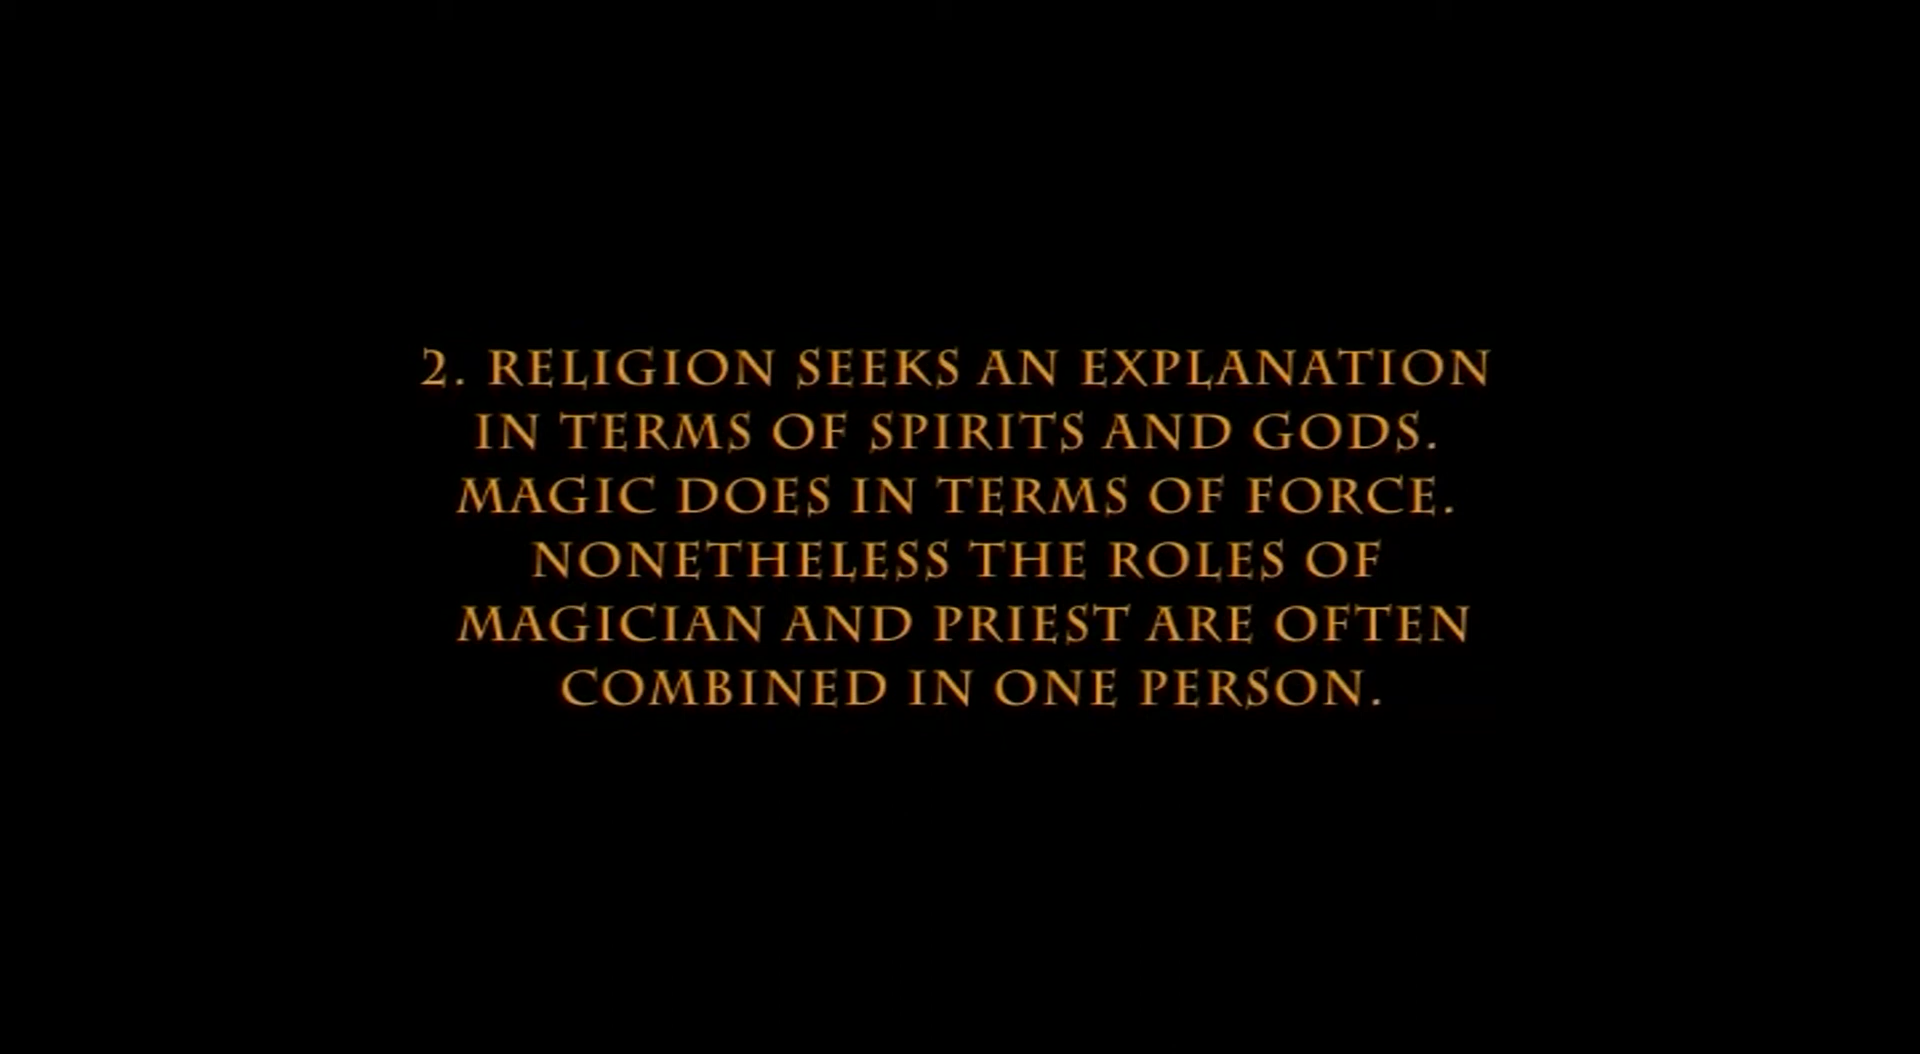 2. RELIGION SEEKS AN EXPLANATION
IN TERMS OF SPIRITS AND GODS.
MAGIC DOES IN TERMS OF FORCE.
NONETHELESS THE ROLES OF
MAGICIAN AND PRIEST ARE OFTEN
COMBINED IN ONE PERSON.